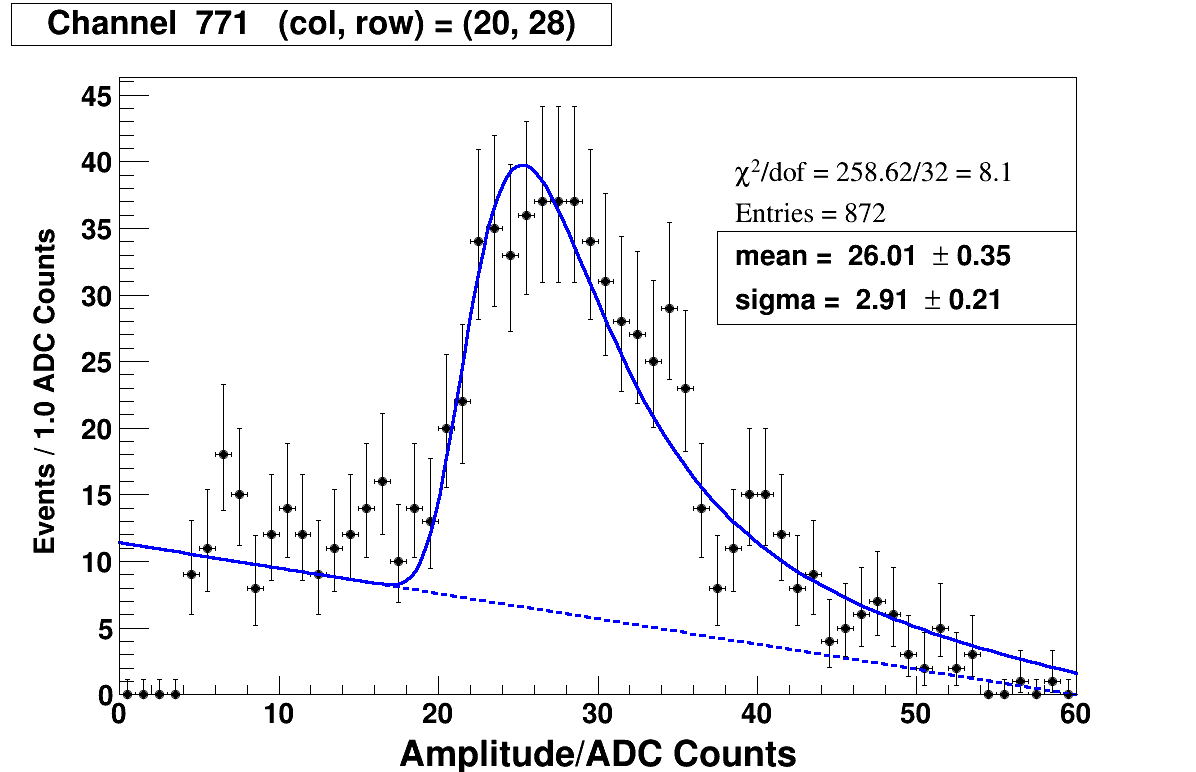 Channel 771 (col, row) = (20, 28)
45
40
35
30
25
20
15
10
5
0
Events / 1.0 ADC Counts
χ²/dof = 258.62/32 = 8.1
Entries = 872
mean = 26.01 ± 0.35
sigma = 2.91 ± 0.21
0 10 20 30 40 50 60
Amplitude/ADC Counts